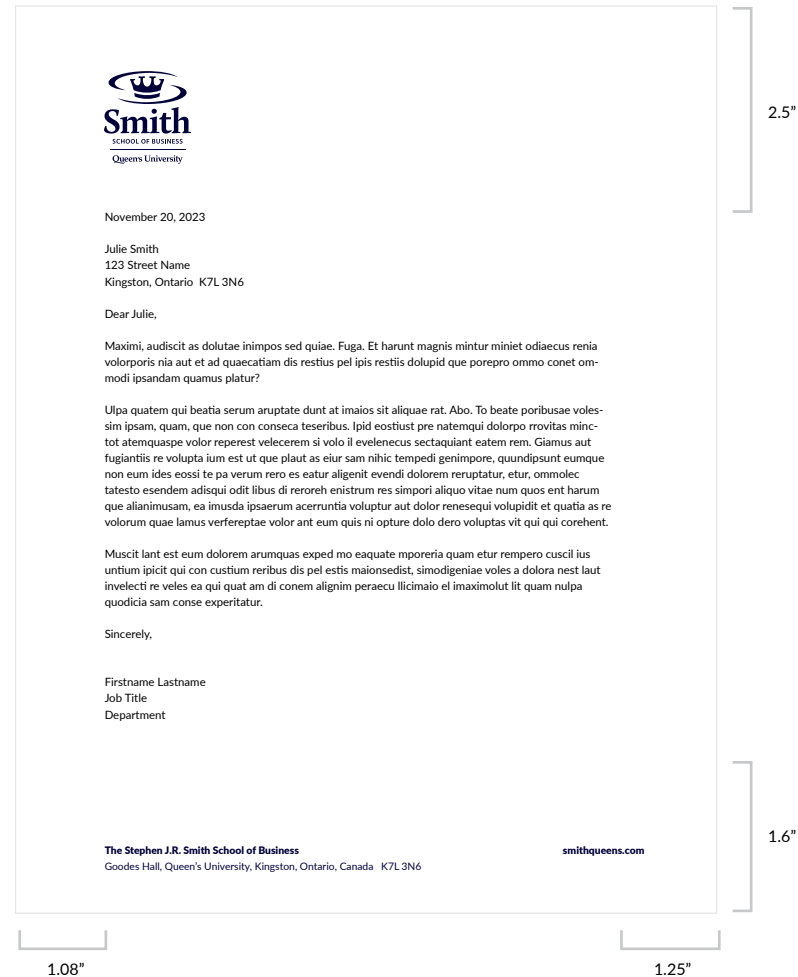 2.5”
Smith
SCHOOL OF BUSINESS
Queen's University
November 20, 2023
Julie Smith
123 Street Name
Kingston, Ontario  K7L 3N6
Dear Julie,
Maximi, audiscit as dolutae inimpos sed quiae. Fuga. Et harunt magnis mintur miniet odiaecus renia
volorporis nia aut et ad quaecatiam dis restius pel ipis restiis dolupid que porepro ommo conet om-
modi ipsandam quamus platur?
Ulpa quatem qui beatia serum aruptate dunt at imaios sit aliquae rat. Abo. To beate poribusae voles-
sim ipsam, quam, que non con conseca teseribus. Ipid eostiust pre natemqui dolorpo rrovitas minc-
tot atemquaspe volor reperest velecerem si volo il evelenecus sectaquiant eatem rem. Giamus aut
fugiantiis re volupta ium est ut que plaut as eiur sam nihic tempedi genimpore, quundipsunt eumque
non eum ides eossi te pa verum rero es eatur aligenit evendi dolorem reruptatur, etur, ommolec
tatesto esendem adisqui odit libus di reroreh enistrum res simpori aliquo vitae num quos ent harum
que alianimusam, ea imusda ipsaerum acerruntia voluptur aut dolor renesequi volupidit et quatia as re
volorum quae lamus verfereptae volor ant eum quis ni opture dolo dero voluptas vit qui qui corehent.
Muscit lant est eum dolorem arumquas exped mo eaquate mporeria quam etur rempero cuscil ius
untium ipicit qui con custium reribus dis pel estis maionsedist, simodigeniae voles a dolora nest laut
invelecti re veles ea qui quat am di conem alignim peraecu llicimaio el imaximolut lit quam nulpa
quodicia sam conse experitatur.
Sincerely,
Firstname Lastname
Job Title
Department
1.6”
The Stephen J.R. Smith School of Business smithqueens.com
Goodes Hall, Queen’s University, Kingston, Ontario, Canada  K7L 3N6
1.08” 1.25”